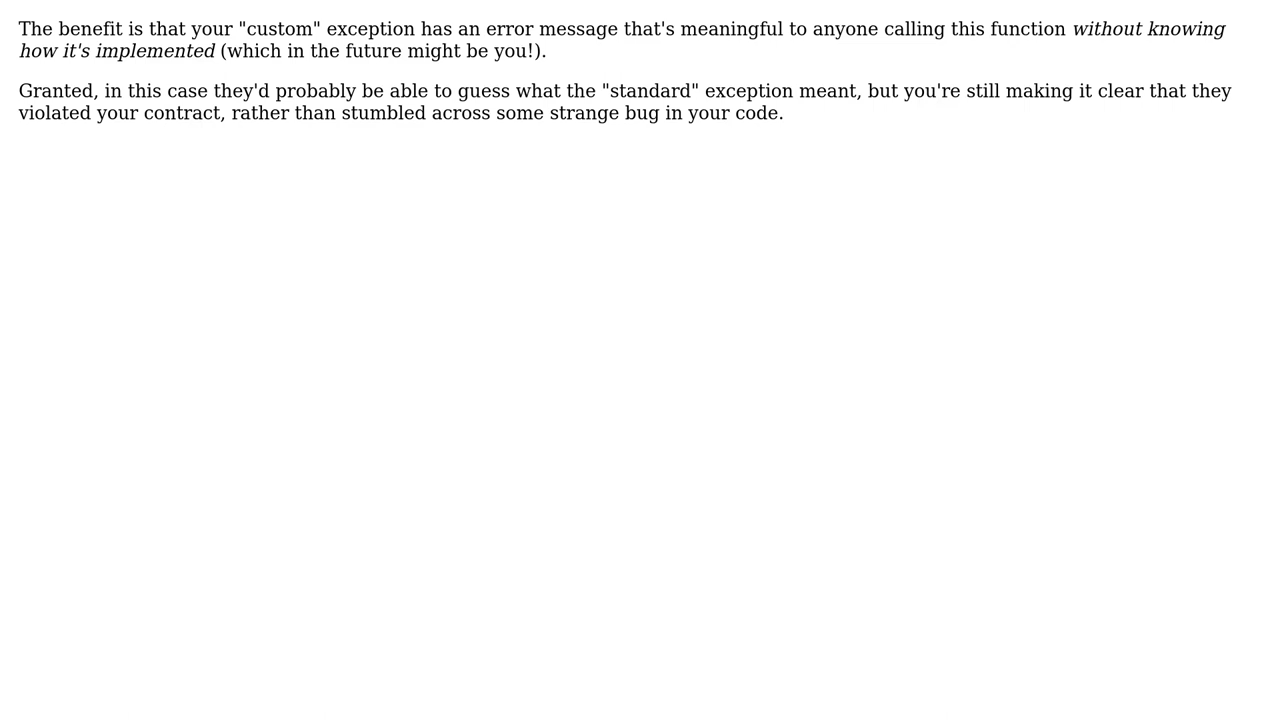 The benefit is that your "custom" exception has an error message that's meaningful to anyone calling this function without knowing
how it's implemented (which in the future might be you!).
Granted, in this case they'd probably be able to guess what the "standard" exception meant, but you're still making it clear that they
violated your contract, rather than stumbled across some strange bug in your code.